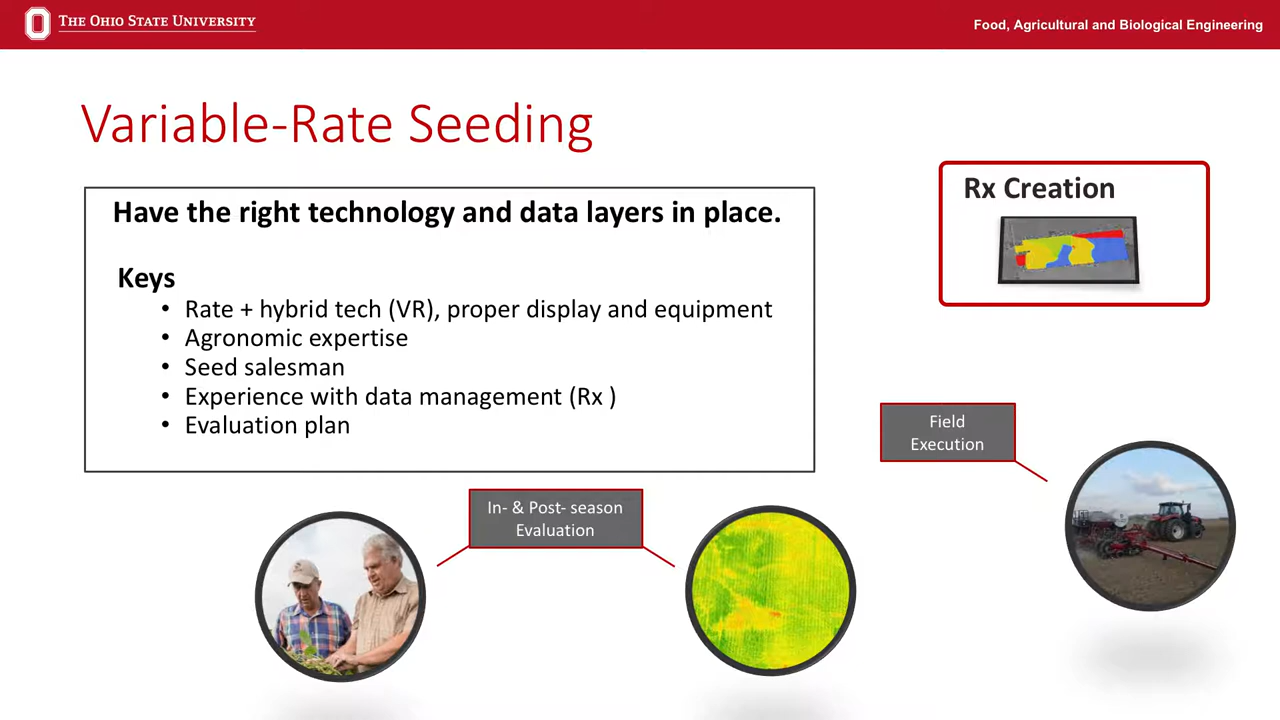 THE OHIO STATE UNIVERSITY
Food, Agricultural and Biological Engineering
Variable-Rate Seeding
Have the right technology and data layers in place.
Keys
• Rate + hybrid tech (VR), proper display and equipment
• Agronomic expertise
• Seed salesman
• Experience with data management (Rx )
• Evaluation plan
Rx Creation
Field
Execution
In- & Post- season
Evaluation